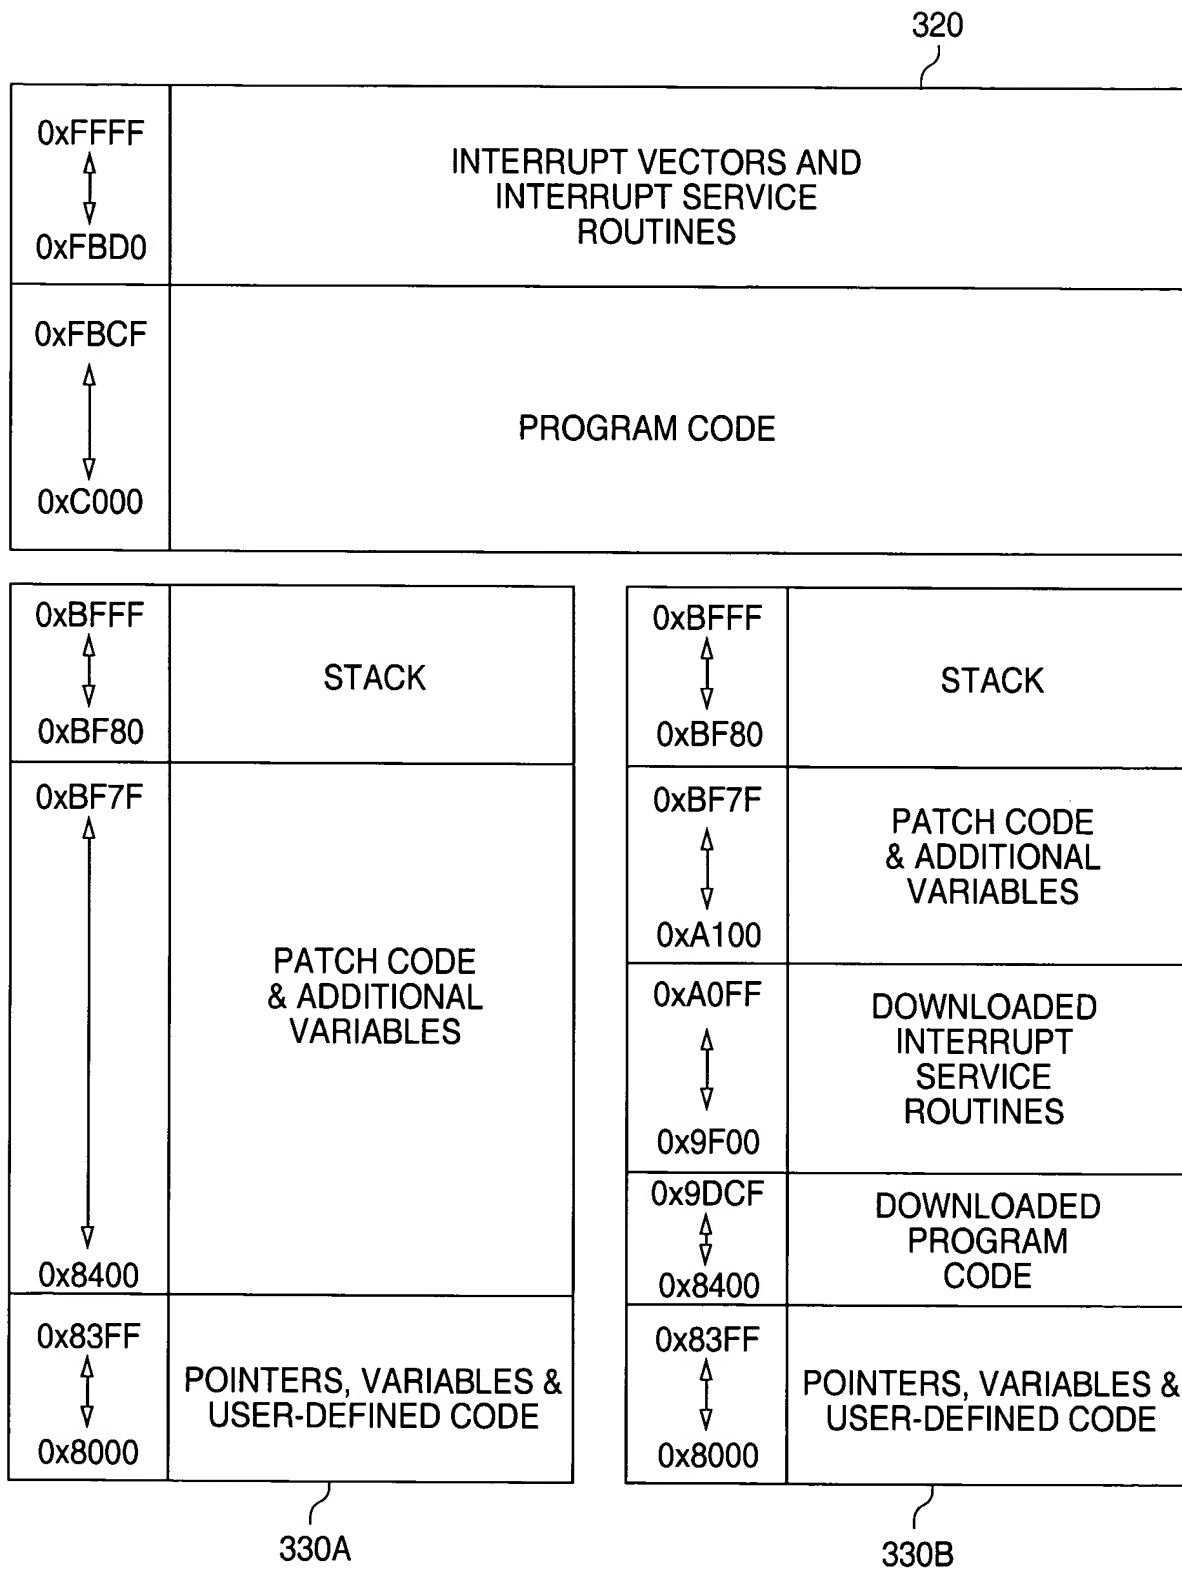 320
0xFFFF
0xFBD0
INTERRUPT VECTORS AND
INTERRUPT SERVICE
ROUTINES
0xFBCF
0xC000
PROGRAM CODE
0xBFFF
0xBF80
STACK
0xBF7F
0x8400
PATCH CODE
& ADDITIONAL
VARIABLES
0x83FF
0x8000
POINTERS, VARIABLES &
USER-DEFINED CODE
330A
0xBFFF
0xBF80
STACK
0xBF7F
0xA100
PATCH CODE
& ADDITIONAL
VARIABLES
0xA0FF
0x9F00
DOWNLOADED
INTERRUPT
SERVICE
ROUTINES
0x9DCF
0x8400
DOWNLOADED
PROGRAM
CODE
0x83FF
0x8000
POINTERS, VARIABLES &
USER-DEFINED CODE
330B